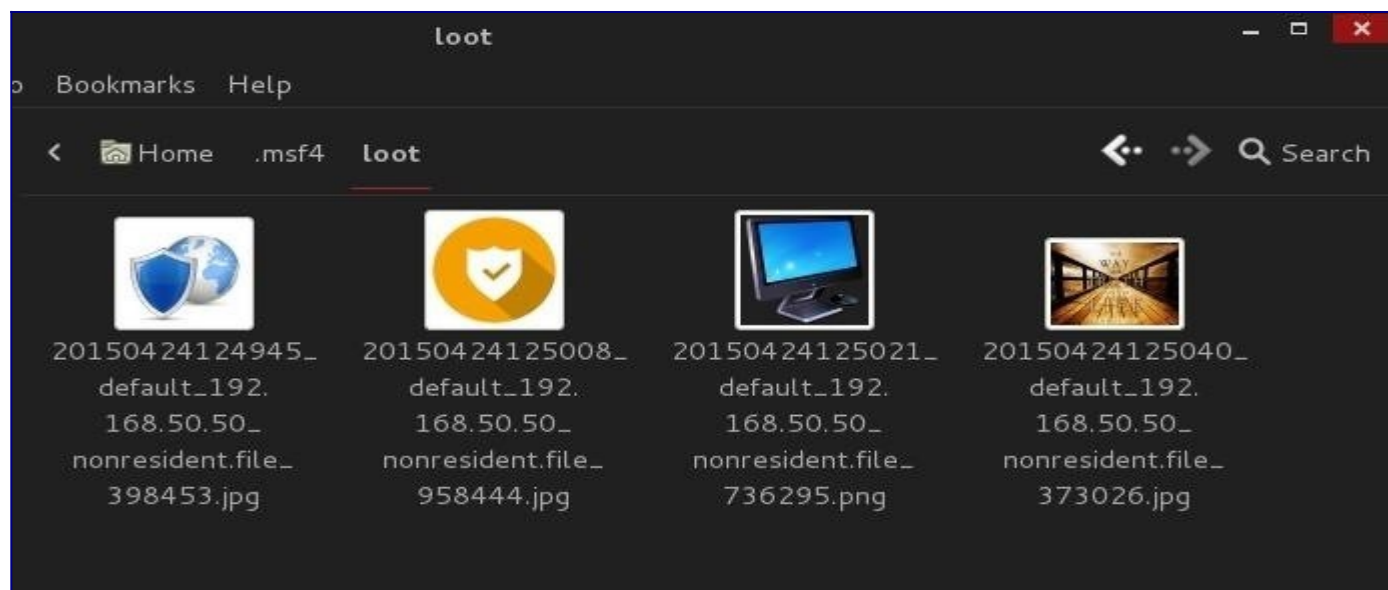 loot
Bookmarks Help
Home .msf4 loot
Search
20150424124945_
default_192.
168.50.50_
nonresident.file_
398453.jpg
20150424125008_
default_192.
168.50.50_
nonresident.file_
958444.jpg
20150424125021_
default_192.
168.50.50_
nonresident.file_
736295.png
WAY
20150424125040_
default_192.
168.50.50_
nonresident.file_
373026.jpg